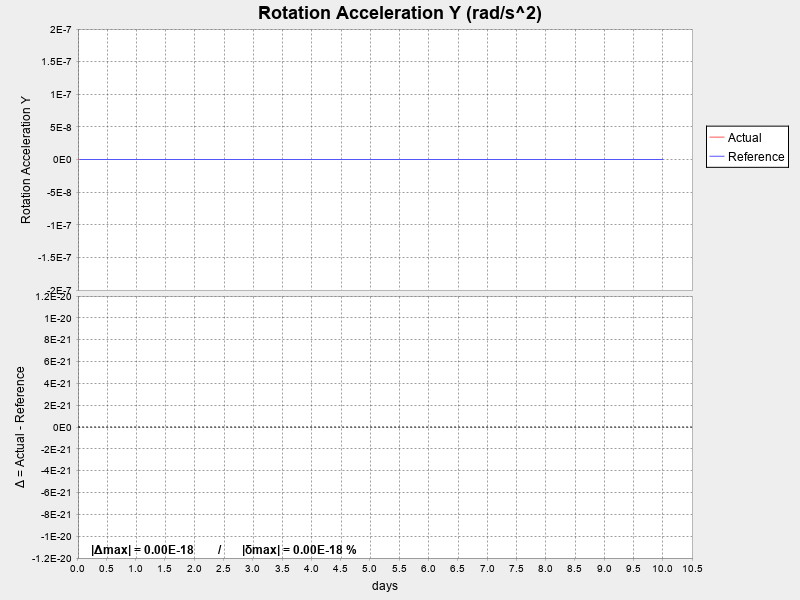 Rotation Acceleration Y (rad/s^2)
2E-7
1.5E-7
1E-7
5E-8
0E0
-5E-8
-1E-7
-1.5E-7
-2E-7
Rotation Acceleration Y
Actual
Reference
1.2E-20
1E-20
8E-21
6E-21
4E-21
2E-21
0E0
-2E-21
-4E-21
-6E-21
-8E-21
-1E-20
-1.2E-20
Δ = Actual - Reference
|Δmax| = 0.00E-18 / |δmax| = 0.00E-18 %
0.0 0.5 1.0 1.5 2.0 2.5 3.0 3.5 4.0 4.5 5.0 5.5 6.0 6.5 7.0 7.5 8.0 8.5 9.0 9.5 10.0 10.5
days